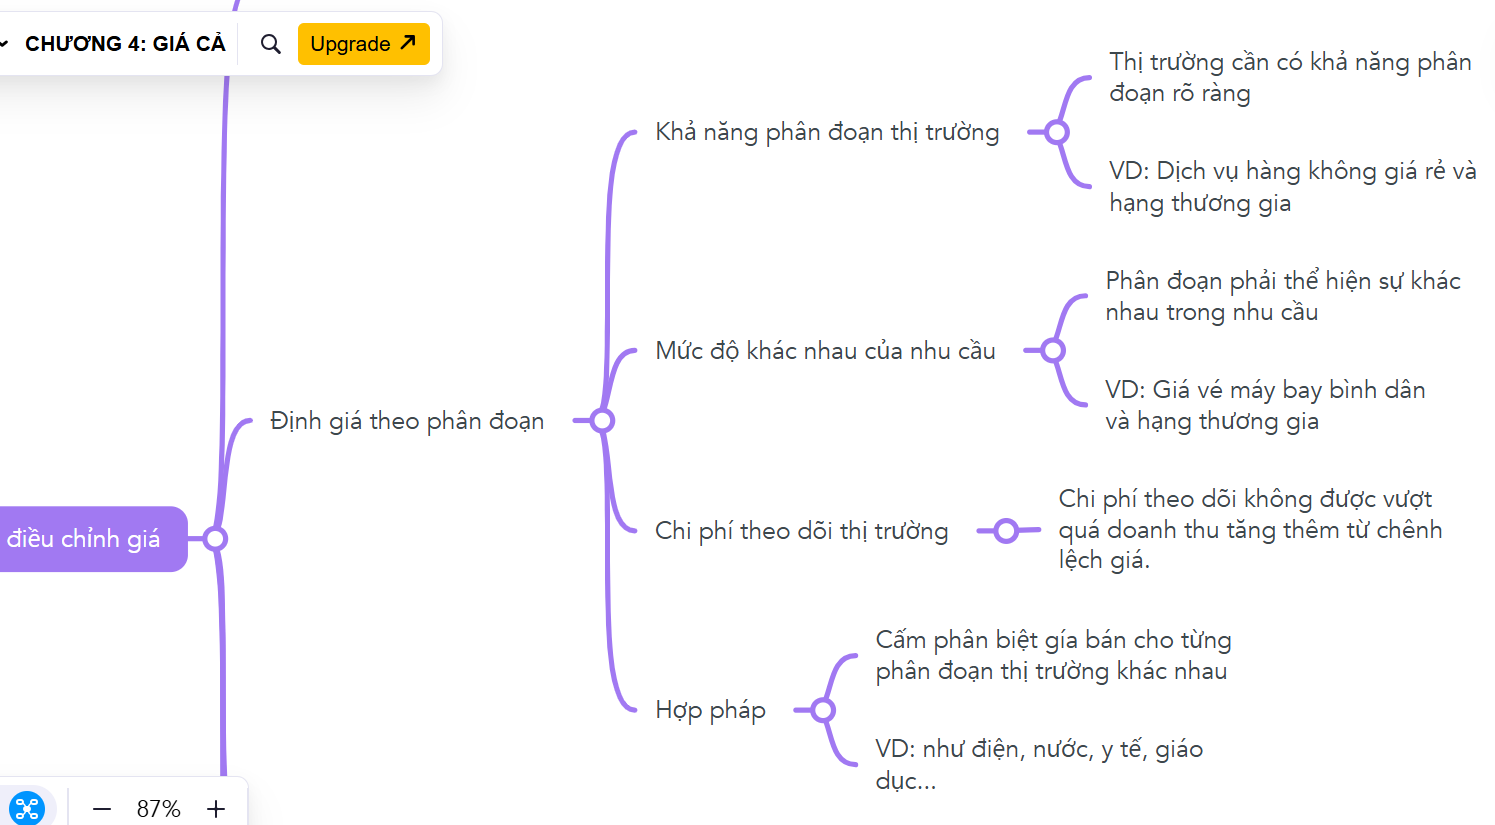 CHƯƠNG 4: GIÁ CẢ
Upgrade
Thị trường cần có khả năng phân
đoạn rõ ràng
Khả năng phân đoạn thị trường
VD: Dịch vụ hàng không giá rẻ và
hạng thương gia
Phân đoạn phải thể hiện sự khác
nhau trong nhu cầu
Mức độ khác nhau của nhu cầu
VD: Giá vé máy bay bình dân
và hạng thương gia
Định giá theo phân đoạn
Chi phí theo dõi không được vượt
quá doanh thu tăng thêm từ chênh
lệch giá.
Chi phí theo dõi thị trường
điều chỉnh giá
Cấm phân biệt gía bán cho từng
phân đoạn thị trường khác nhau
Hợp pháp
VD: như điện, nước, y tế, giáo
dục...
87%